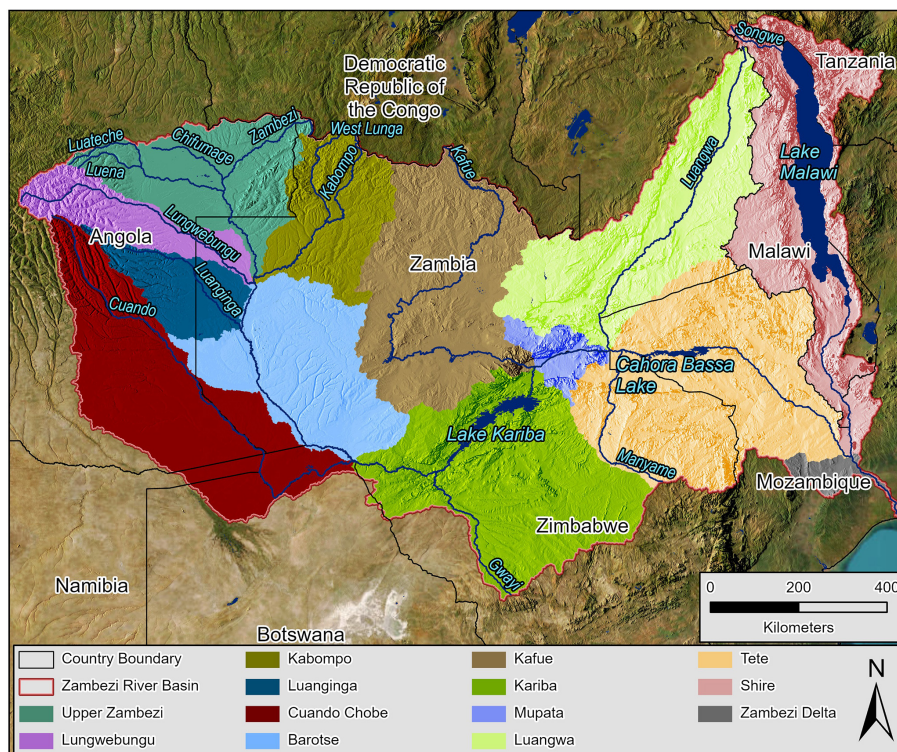 Songwe
Tanzania
Democratic
Republic of
the Congo
Zambezi
West Lunga
Luateche
Chifumage
Luena
Kabompo
Kafue
Luangwa
Lake
Malawi
Lungwebungu
Angola
Zambia
Malawi
Luanginga
Cuando
Cahora Bassa
Lake
Lake Kariba
Manyame
Mozambique
Zimbabwe
Gwayi
Namibia
Botswana
0 200 400
Kilometers
Country Boundary
Zambezi River Basin
Upper Zambezi
Lungwebungu
Kabompo
Luanginga
Cuando Chobe
Barotse
Kafue
Kariba
Mupata
Luangwa
Tete
Shire
Zambezi Delta
N